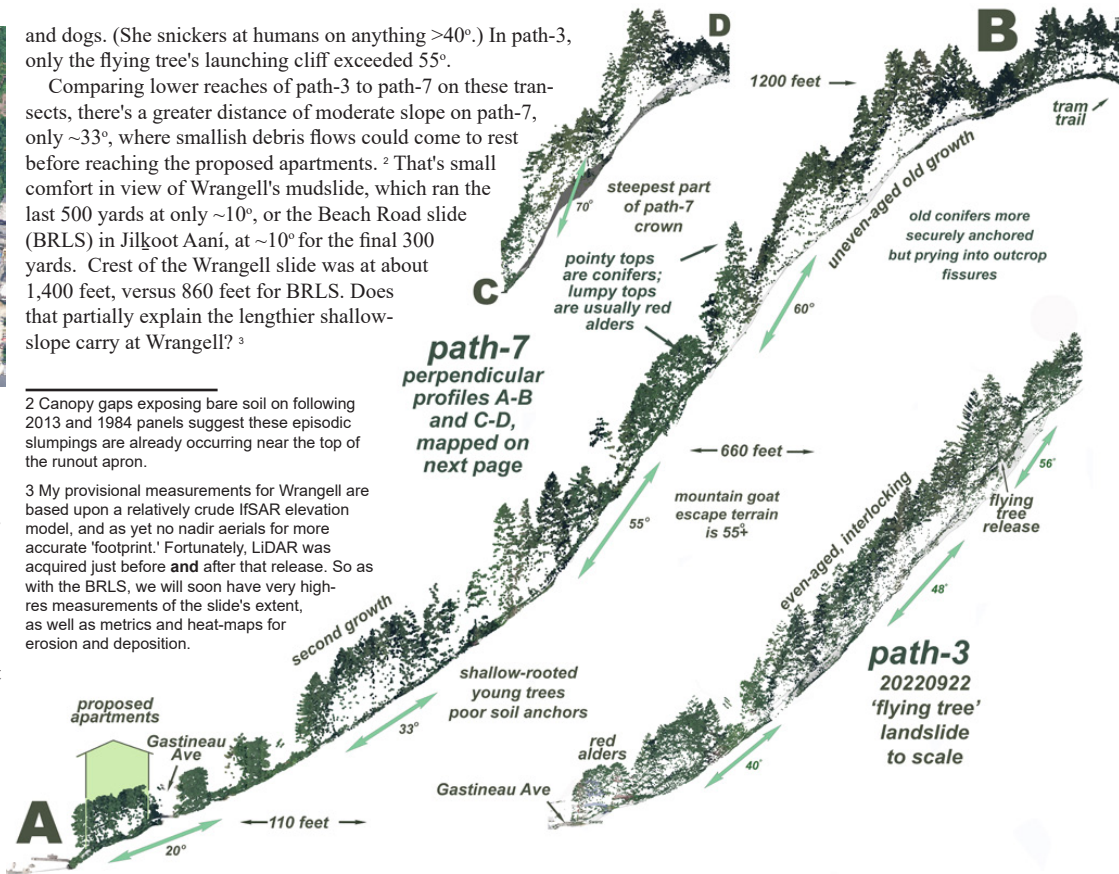 and dogs. (She snickers at humans on anything >40º.) In path-3,
only the flying tree's launching cliff exceeded 55º.
Comparing lower reaches of path-3 to path-7 on these tran-
sects, there's a greater distance of moderate slope on path-7,
only ~33º, where smallish debris flows could come to rest
before reaching the proposed apartments. ² That's small
comfort in view of Wrangell's mudslide, which ran the
last 500 yards at only ~10º, or the Beach Road slide
(BRLS) in Jilḵoot Aaní, at ~10º for the final 300
yards.  Crest of the Wrangell slide was at about
1,400 feet, versus 860 feet for BRLS. Does
that partially explain the lengthier shallow-
slope carry at Wrangell? ³
2 Canopy gaps exposing bare soil on following
2013 and 1984 panels suggest these episodic
slumpings are already occurring near the top of
the runout apron.
3 My provisional measurements for Wrangell are
based upon a relatively crude IfSAR elevation
model, and as yet no nadir aerials for more
accurate 'footprint.' Fortunately, LiDAR was
acquired just before and after that release. So as
with the BRLS, we will soon have very high-
res measurements of the slide's extent,
as well as metrics and heat-maps for
erosion and deposition.
D
B
1200 feet
tram
trail
70°
steepest part
of path-7
crown
C
pointy tops
are conifers;
lumpy tops
are usually red
alders
uneven-aged old growth
old conifers more
securely anchored
but prying into outcrop
fissures
60°
path-7
perpendicular
profiles A-B
and C-D,
mapped on
next page
660 feet
55°
mountain goat
escape terrain
is 55°+
second growth
shallow-rooted
young trees
poor soil anchors
33°
proposed
apartments
Gastineau
Ave
A
20°
110 feet
even-aged, interlocking
56°
flying
tree
release
48°
path-3
20220922
‘flying tree’
landslide
to scale
40°
red
alders
Gastineau Ave